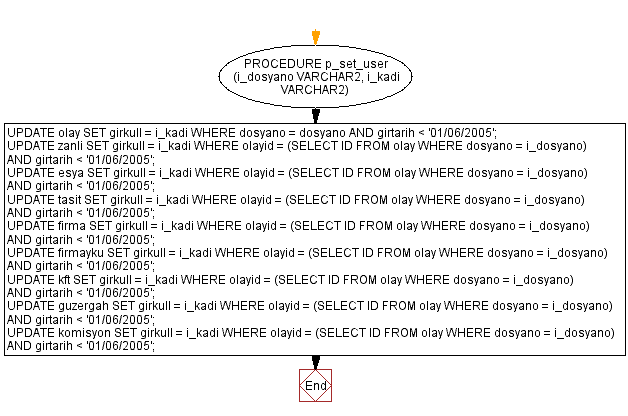 PROCEDURE p_set_user
(i_dosyano VARCHAR2, i_kadi
VARCHAR2)
UPDATE olay SET girkull = i_kadi WHERE dosyano = dosyano AND girtarih < '01/06/2005';
UPDATE zanli SET girkull = i_kadi WHERE olayid = (SELECT ID FROM olay WHERE dosyano = i_dosyano)
AND girtarih < '01/06/2005';
UPDATE esya SET girkull = i_kadi WHERE olayid = (SELECT ID FROM olay WHERE dosyano = i_dosyano)
AND girtarih < '01/06/2005';
UPDATE tasit SET girkull = i_kadi WHERE olayid = (SELECT ID FROM olay WHERE dosyano = i_dosyano)
AND girtarih < '01/06/2005';
UPDATE firma SET girkull = i_kadi WHERE olayid = (SELECT ID FROM olay WHERE dosyano = i_dosyano)
AND girtarih < '01/06/2005';
UPDATE firmayku SET girkull = i_kadi WHERE olayid = (SELECT ID FROM olay WHERE dosyano = i_dosyano)
AND girtarih < '01/06/2005';
UPDATE kft SET girkull = i_kadi WHERE olayid = (SELECT ID FROM olay WHERE dosyano = i_dosyano)
AND girtarih < '01/06/2005';
UPDATE guzergah SET girkull = i_kadi WHERE olayid = (SELECT ID FROM olay WHERE dosyano = i_dosyano)
AND girtarih < '01/06/2005';
UPDATE komisyon SET girkull = i_kadi WHERE olayid = (SELECT ID FROM olay WHERE dosyano = i_dosyano)
AND girtarih < '01/06/2005';
End